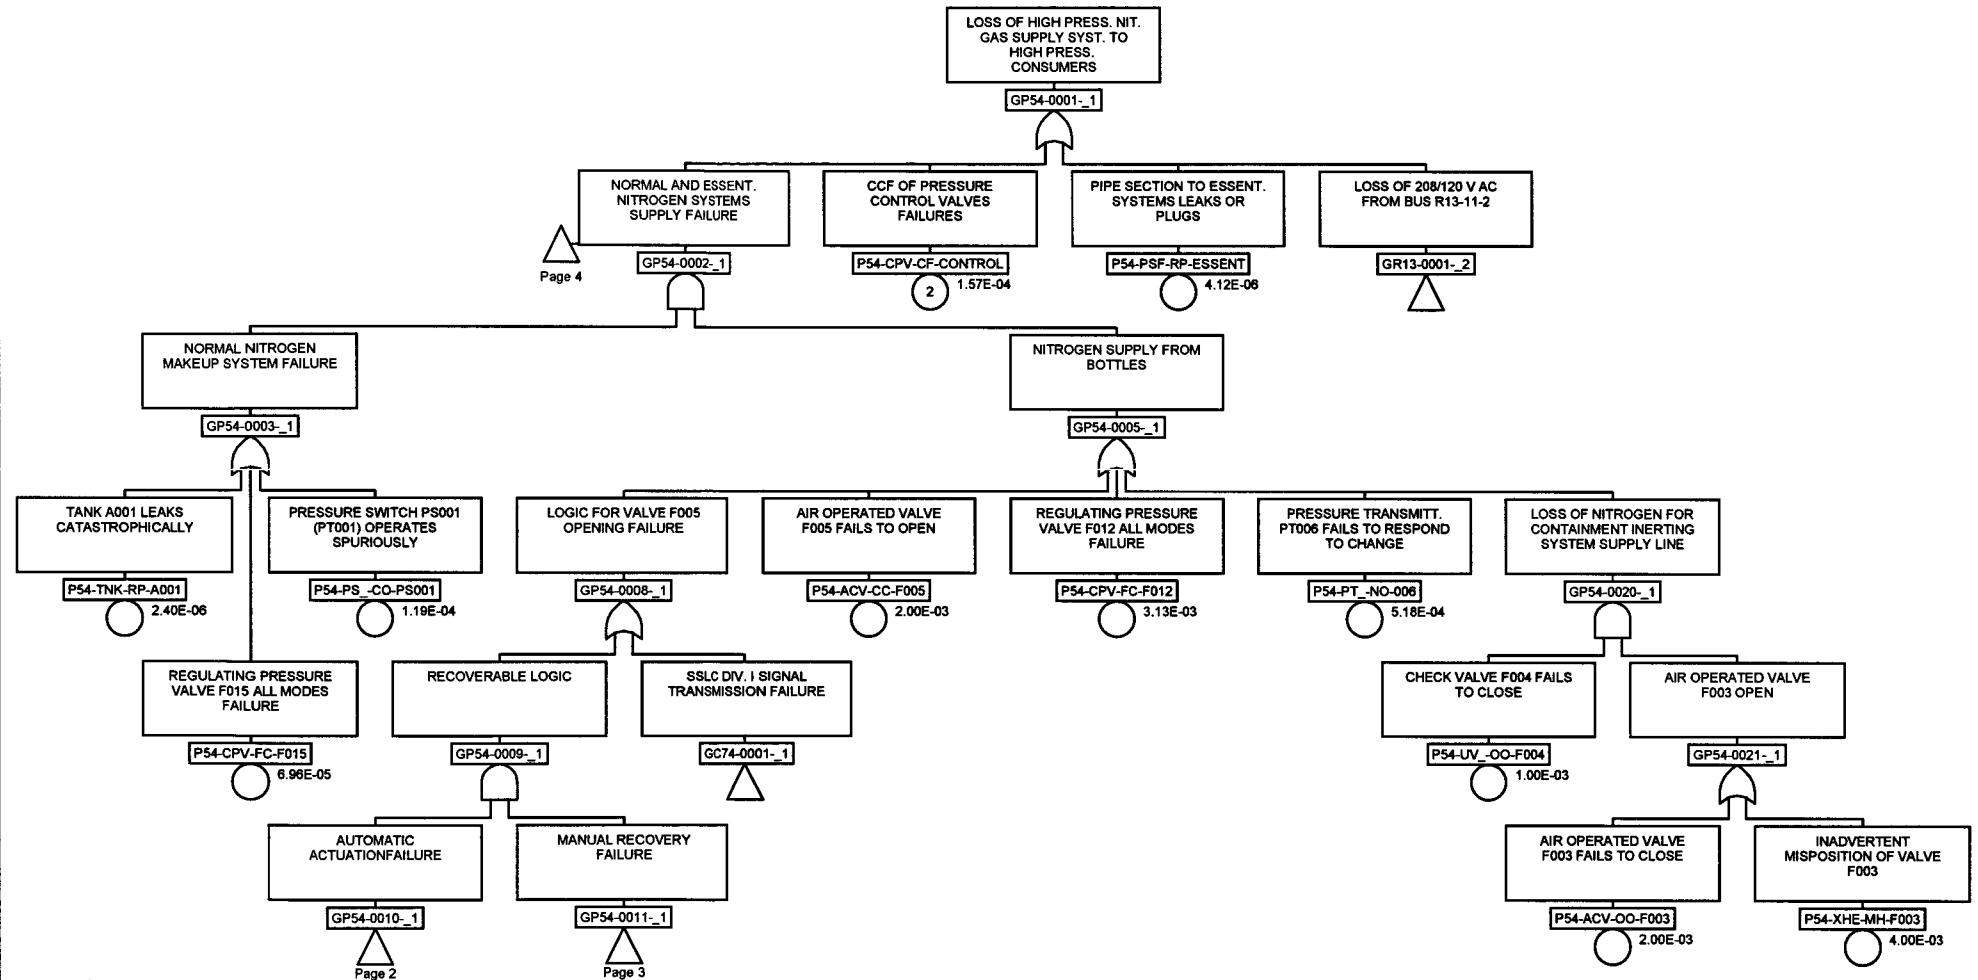 LOSS OF HIGH PRESS. NIT.
GAS SUPPLY SYST. TO
HIGH PRESS.
CONSUMERS
GP54-0001-_1
NORMAL AND ESSENT.
NITROGEN SYSTEMS
SUPPLY FAILURE
Page 4
GP54-0002-_1
CCF OF PRESSURE
CONTROL VALVES
FAILURES
P54-CPV-CF-CONTROL
2
1.57E-04
PIPE SECTION TO ESSENT.
SYSTEMS LEAKS OR
PLUGS
P54-PSF-RP-ESSENT
4.12E-06
LOSS OF 208/120 V AC
FROM BUS R13-11-2
GR13-0001-_2
NORMAL NITROGEN
MAKEUP SYSTEM FAILURE
GP54-0003-_1
NITROGEN SUPPLY FROM
BOTTLES
GP54-0005-_1
TANK A001 LEAKS
CATASTROPHICALLY
P54-TNK-RP-A001
2.40E-06
PRESSURE SWITCH PS001
(PT001) OPERATES
SPURIOUSLY
P54-PS_-CO-PS001
1.19E-04
LOGIC FOR VALVE F005
OPENING FAILURE
GP54-0008-_1
AIR OPERATED VALVE
F005 FAILS TO OPEN
P54-ACV-CC-F005
2.00E-03
REGULATING PRESSURE
VALVE F012 ALL MODES
FAILURE
P54-CPV-FC-F012
3.13E-03
PRESSURE TRANSMITT.
PT006 FAILS TO RESPOND
TO CHANGE
P54-PT_-NO-006
5.18E-04
LOSS OF NITROGEN FOR
CONTAINMENT INERTING
SYSTEM SUPPLY LINE
GP54-0020-_1
REGULATING PRESSURE
VALVE F015 ALL MODES
FAILURE
P54-CPV-FC-F015
6.96E-05
RECOVERABLE LOGIC
GP54-0009-_1
SSLC DIV. I SIGNAL
TRANSMISSION FAILURE
GC74-0001-_1
CHECK VALVE F004 FAILS
TO CLOSE
P54-UV_-OO-F004
1.00E-03
AIR OPERATED VALVE
F003 OPEN
GP54-0021-_1
AUTOMATIC
ACTUATIONFAILURE
GP54-0010-_1
Page 2
MANUAL RECOVERY
FAILURE
GP54-0011-_1
Page 3
AIR OPERATED VALVE
F003 FAILS TO CLOSE
P54-ACV-OO-F003
2.00E-03
INADVERTENT
MISPOSITION OF VALVE
F003
P54-XHE-MH-F003
4.00E-03